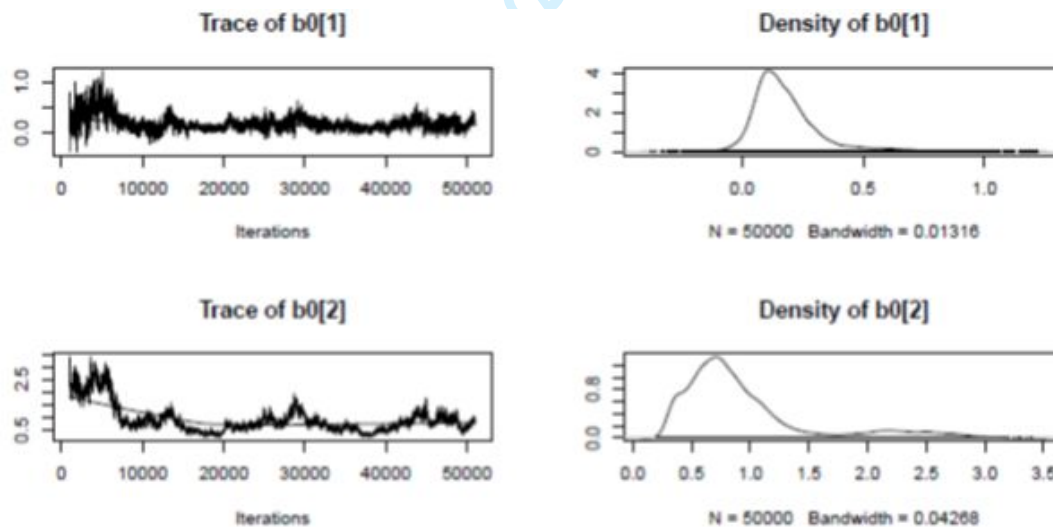 Trace of b0[1]
Density of b0[1]
1.0
0.0
4
2
0
0 10000 20000 30000 40000 50000
0.0 0.5 1.0
Iterations
N = 50000 Bandwidth = 0.01316
Trace of b0[2]
Density of b0[2]
2.5
0.5
0.8
0.0
0 10000 20000 30000 40000 50000
0.0 0.5 1.0 1.5 2.0 2.5 3.0 3.5
Iterations
N = 50000 Bandwidth = 0.04268